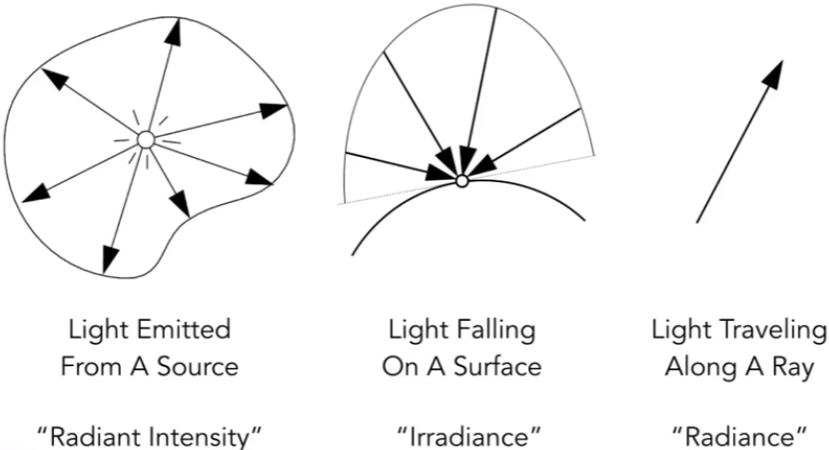 Light Emitted
From A Source
"Radiant Intensity"
Light Falling
On A Surface
"Irradiance"
Light Traveling
Along A Ray
"Radiance"